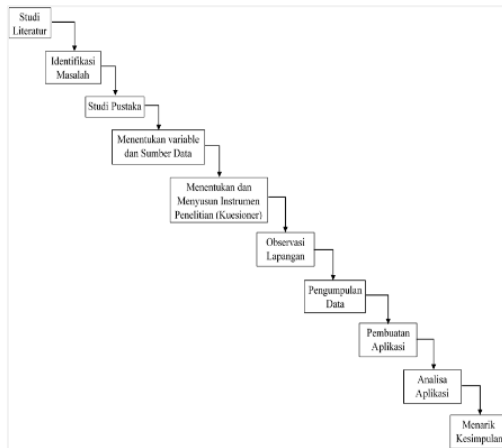 Studi
Literatur
Identifikasi
Masalah
Studi Pustaka
Menentukan variable
dan Sumber Data
Menentukan dan
Menyusun Instrumen
Penelitian (Kuesioner)
Observasi
Lapangan
Pengumpulan
Data
Pembuatan
Aplikasi
Analisa
Aplikasi
Menarik
Kesimpulan